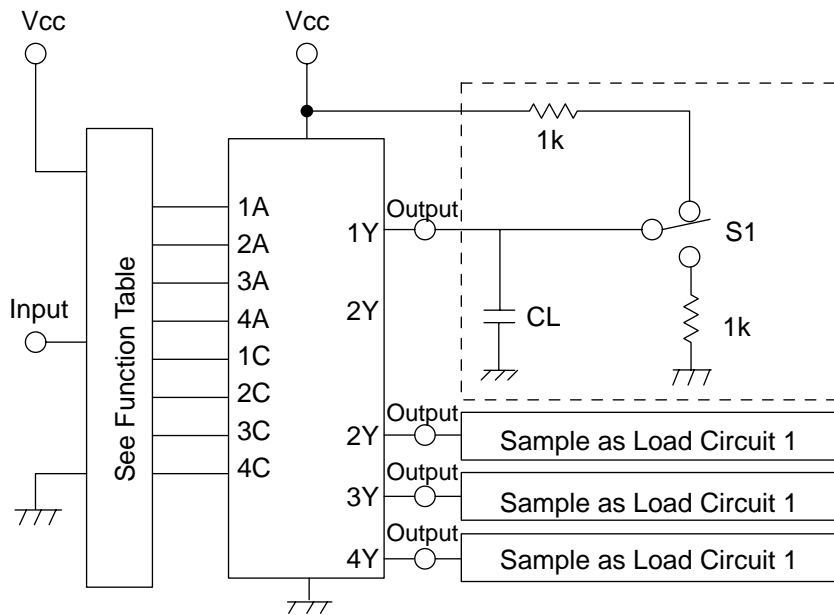 Vcc
Vcc
1k
Output
1A
1Y
S1
2A
3A
Input
4A
2Y
CL
1k
1C
2C
See Function Table
3C
4C
Output
2Y
Sample as Load Circuit 1
Output
3Y
Sample as Load Circuit 1
Output
4Y
Sample as Load Circuit 1